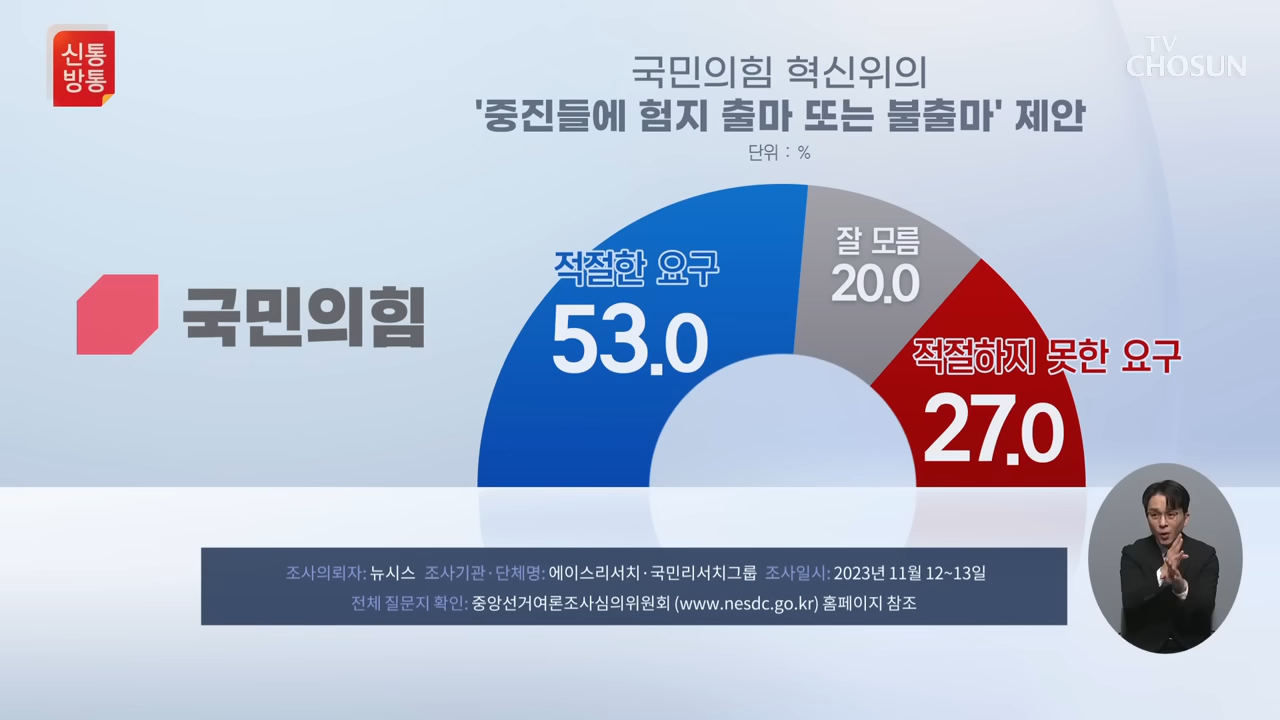 신통
방통
TV
CHOSUN
국민의힘 혁신위의
'중진들에 험지 출마 또는 불출마' 제안
단위 : %
국민의힘
적절한 요구
53.0
잘 모름
20.0
적절하지 못한 요구
27.0
조사의뢰자: 뉴시스 조사기관·단체명: 에이스리서치·국민리서치그룹 조사일시: 2023년 11월 12~13일
전체 질문지 확인: 중앙선거여론조사심의위원회 (www.nesdc.go.kr) 홈페이지 참조